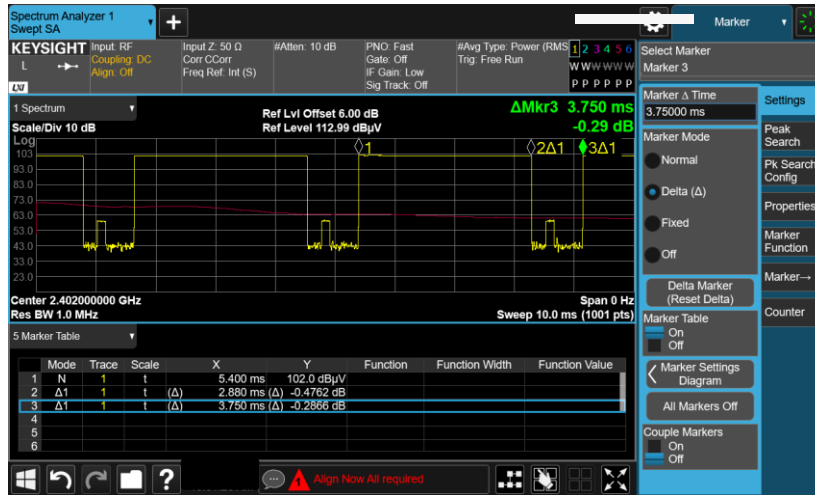 Spectrum Analyzer 1
Swept SA
+
Marker
KEYSIGHT
L
LXI
Input: RF
Coupling: DC
Align: Off
Input Z: 50 Ω
Corr CCorr
Freq Ref: Int (S)
#Atten: 10 dB
PNO: Fast
Gate: Off
IF Gain: Low
Sig Track: Off
#Avg Type: Power (RMS
Trig: Free Run
1 2 3 4 5 6
W W W W W W
P P P P P P
Select Marker
Marker 3
1 Spectrum
Scale/Div 10 dB
Ref Lvl Offset 6.00 dB
Ref Level 112.99 dBµV
ΔMkr3 3.750 ms
-0.29 dB
Log
103
93.0
83.0
73.0
63.0
53.0
43.0
33.0
23.0
1
2Δ1
3Δ1
Center 2.402000000 GHz
Res BW 1.0 MHz
Span 0 Hz
Sweep 10.0 ms (1001 pts)
5 Marker Table
Mode Trace Scale X Y Function Function Width Function Value
1 N 1 t 5.400 ms 102.0 dBµV
2 Δ1 1 t (Δ) 2.880 ms (Δ) -0.4762 dB
3 Δ1 1 t (Δ) 3.750 ms (Δ) -0.2866 dB
4
5
6
?
1 Align Now All required
Marker Δ Time
3.75000 ms
Marker Mode
Normal
Delta (Δ)
Fixed
Off
Delta Marker
(Reset Delta)
Marker Table
On
Off
Marker Settings
Diagram
All Markers Off
Couple Markers
On
Off
Settings
Peak
Search
Pk Search
Config
Properties
Marker
Function
Marker→
Counter